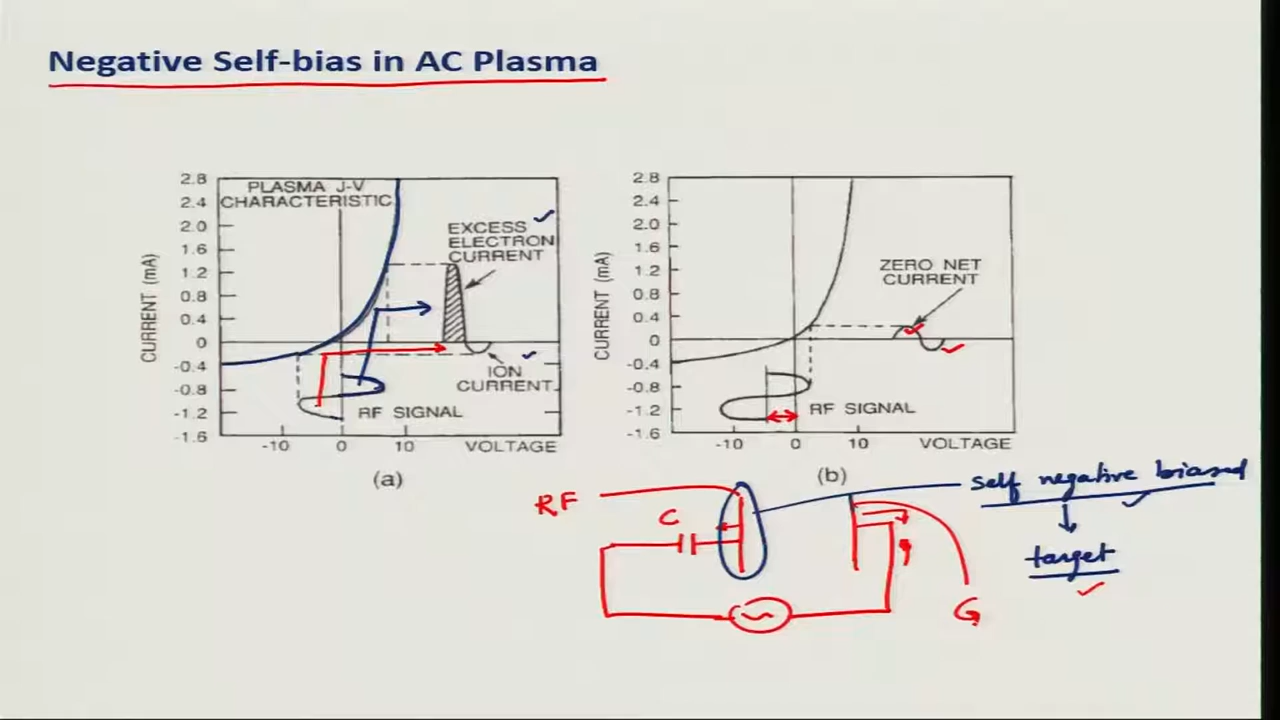 Negative Self-bias in AC Plasma
2.8
2.4
2.0
1.6
1.2
0.8
0.4
0
-0.4
-0.8
-1.2
-1.6
CURRENT (mA)
PLASMA J-V
CHARACTERISTIC
EXCESS
ELECTRON
CURRENT
ION
CURRENT
RF SIGNAL
-10 0 10 VOLTAGE
(a)
2.8
2.4
2.0
1.6
1.2
0.8
0.4
0
-0.4
-0.8
-1.2
-1.6
CURRENT (mA)
ZERO NET
CURRENT
RF SIGNAL
-10 0 10 VOLTAGE
(b)
RF
C
G
self negative biased
target